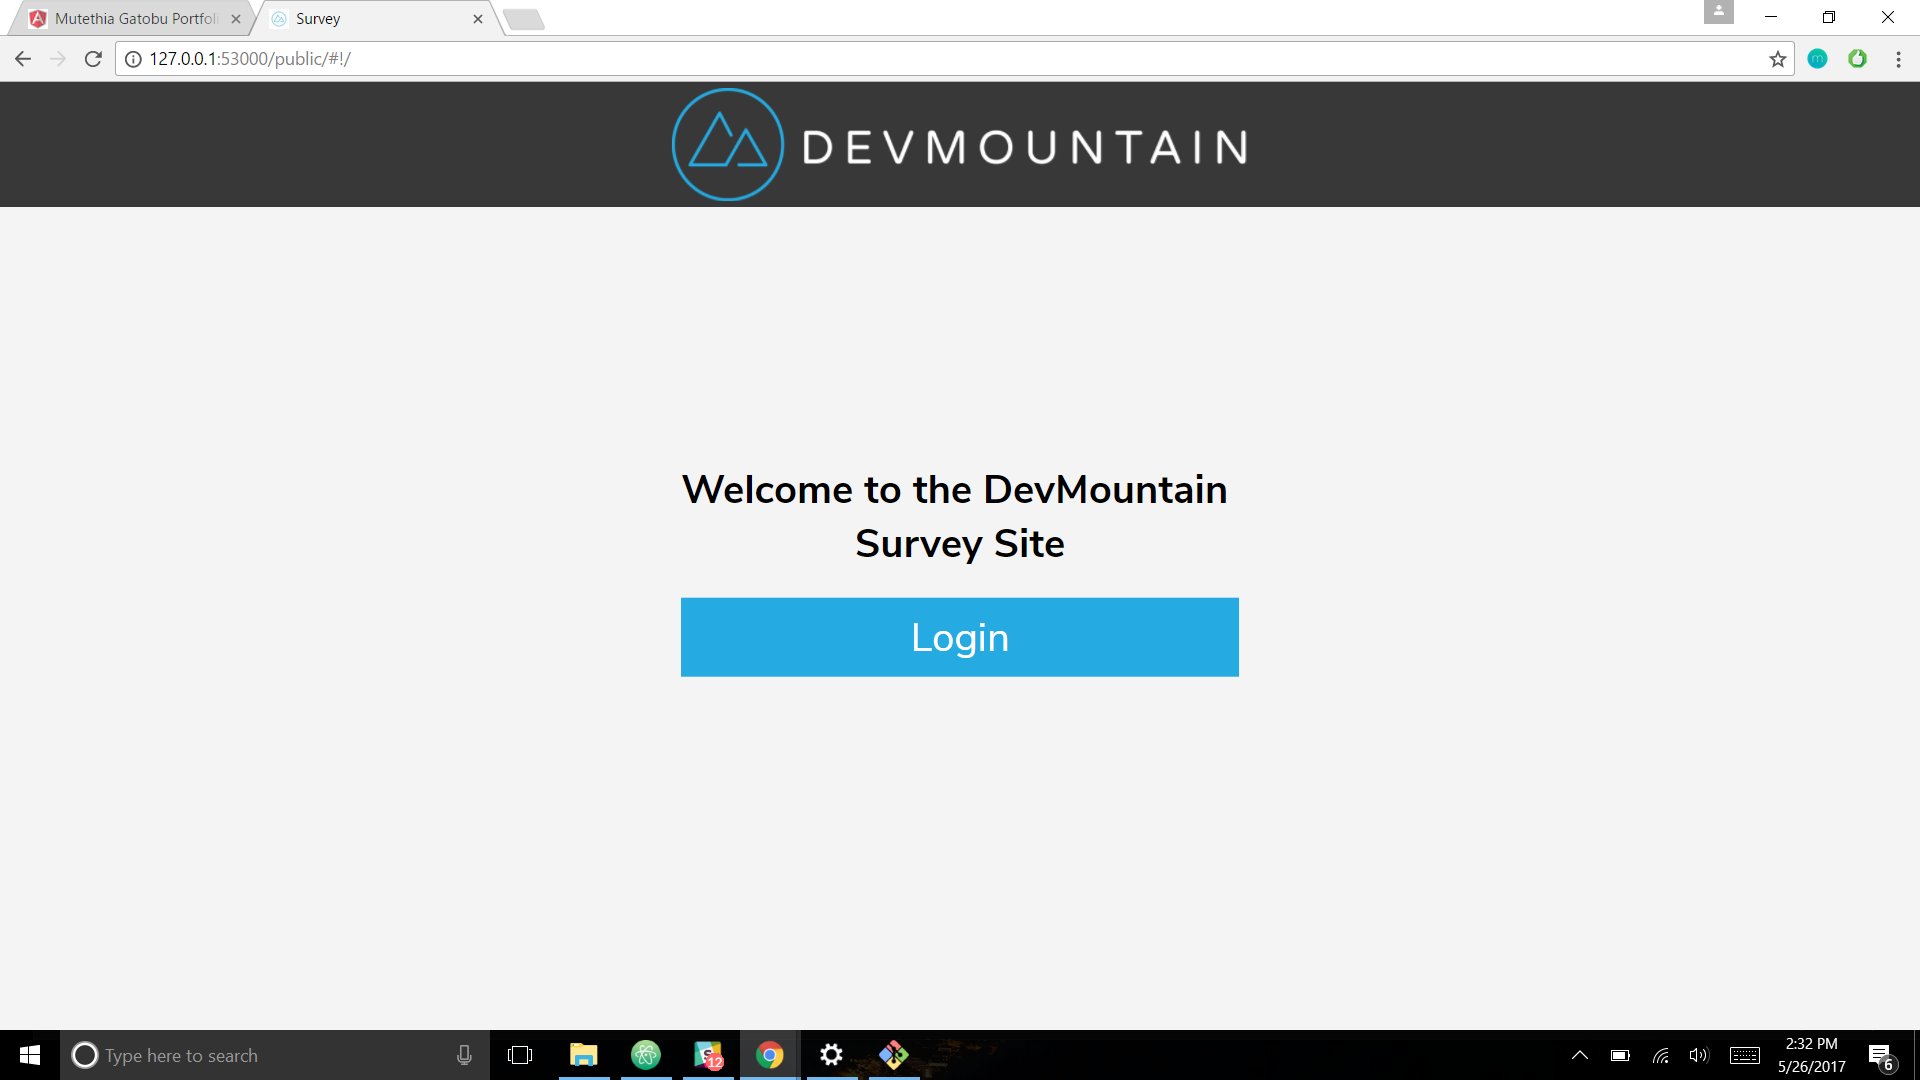 Mutethia Gatobu Portfoli
Survey
127.0.0.1:53000/public/#!/
m
DEVMOUNTAIN
Welcome to the DevMountain
Survey Site
Login
Type here to search
S
12
2:32 PM
5/26/2017
6